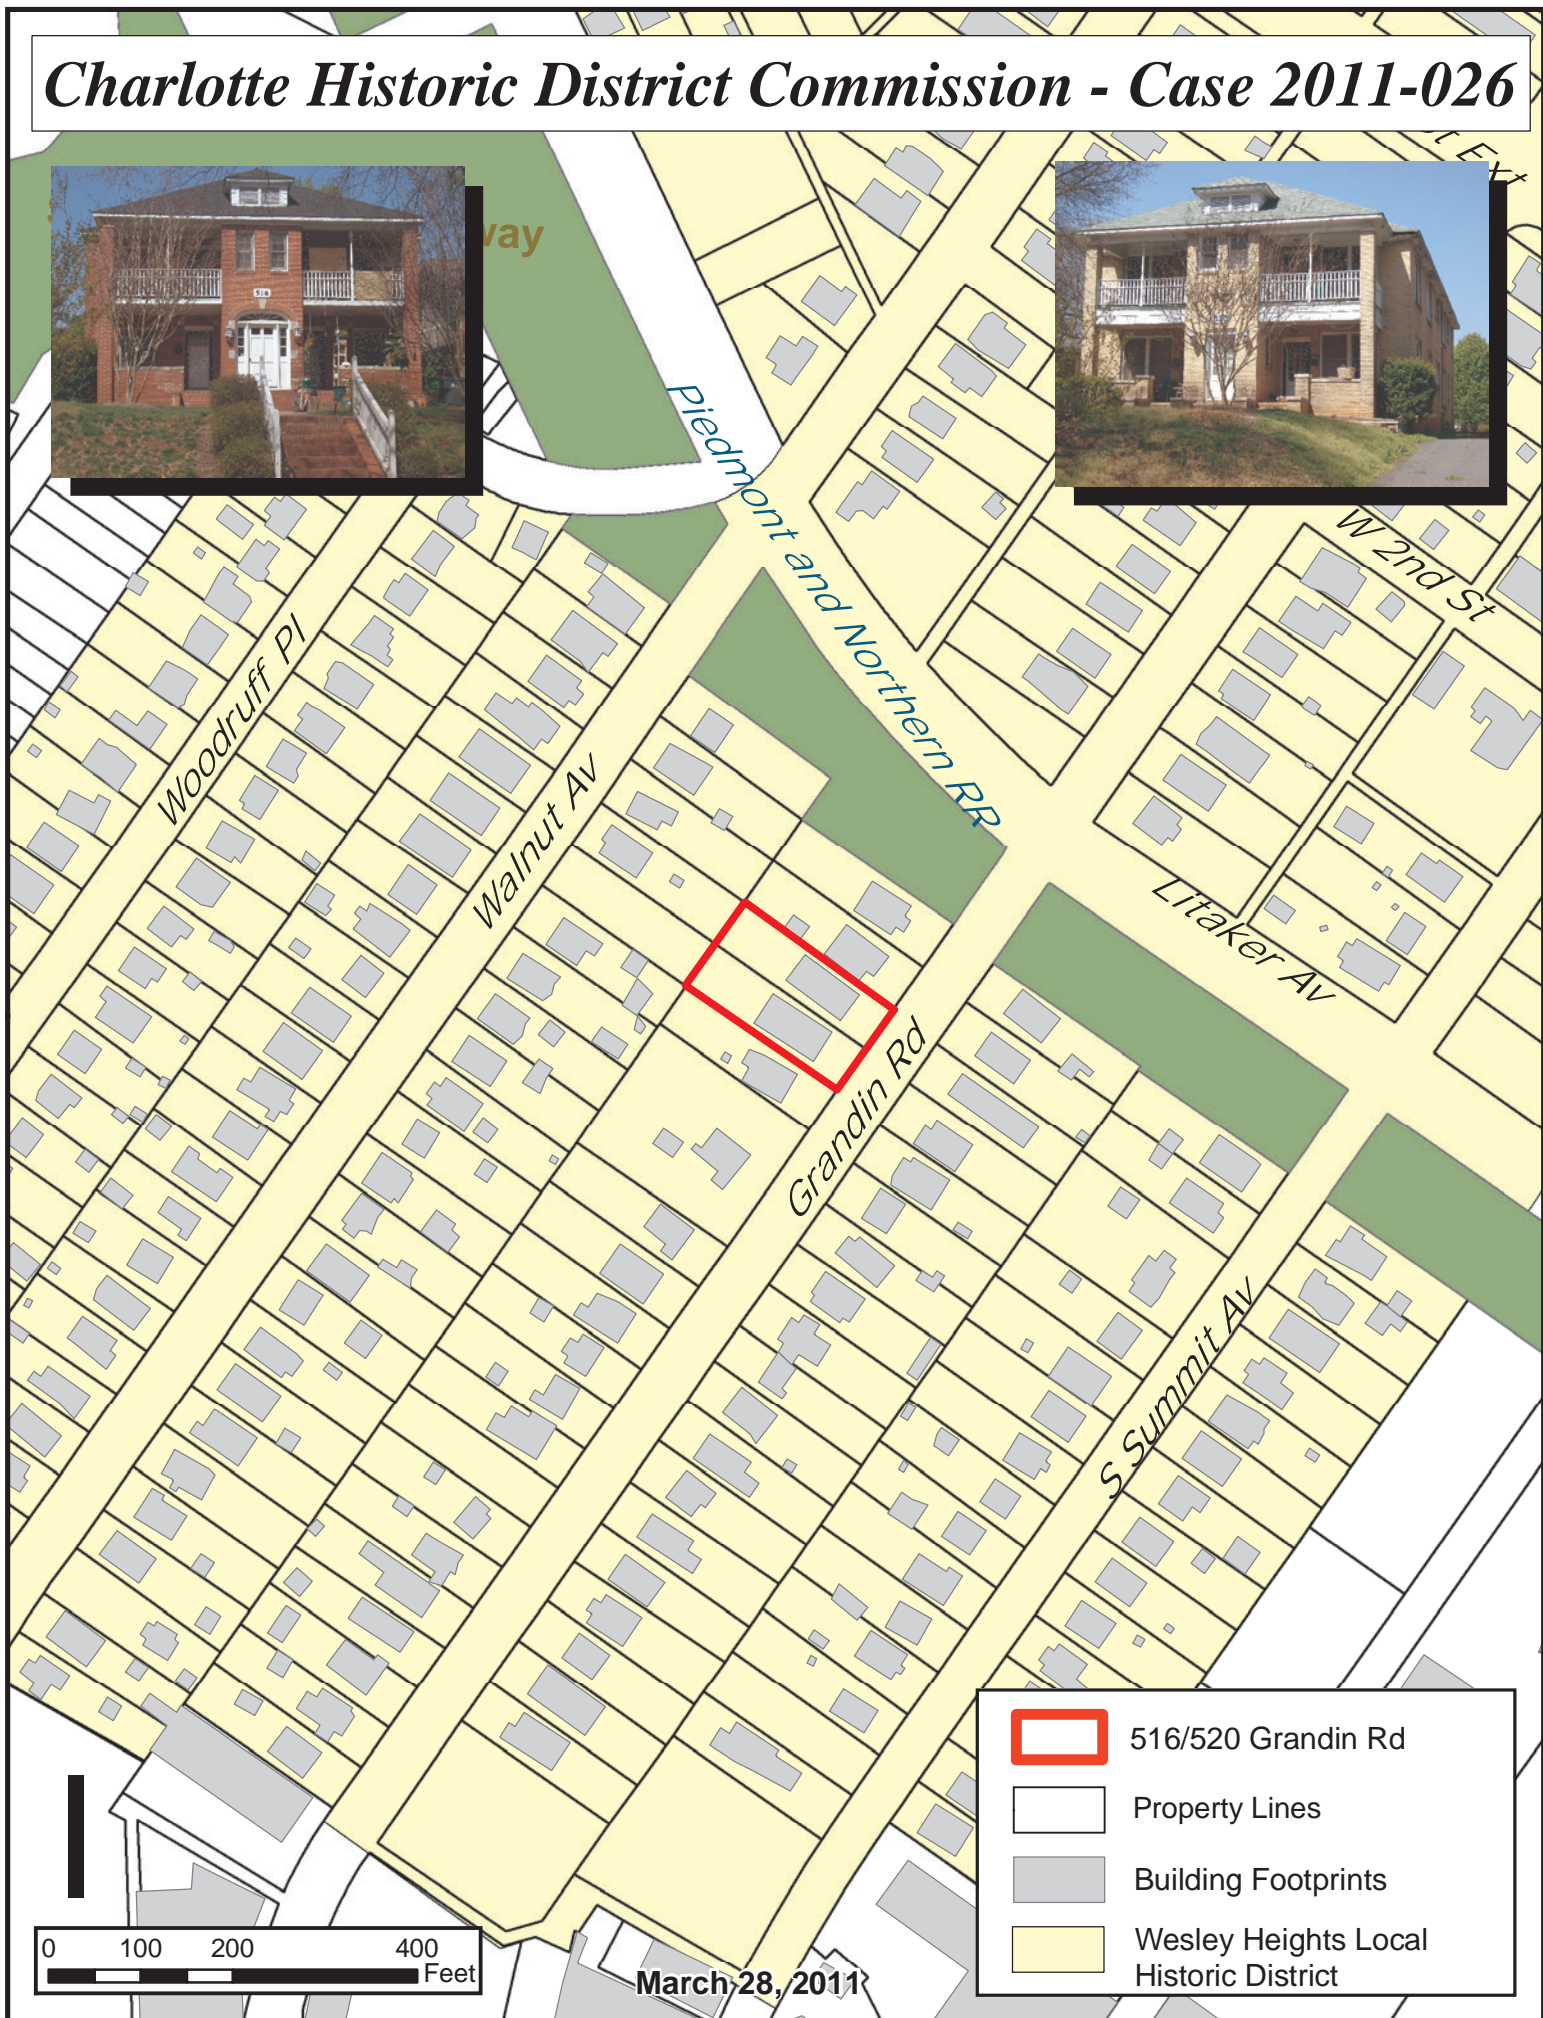 Charlotte Historic District Commission - Case 2011-026
way
516
Piedmont and Northern RR
W 2nd St
Woodruff Pl
Walnut Av
Litaker Av
Grandin Rd
S Summit Av
516/520 Grandin Rd
Property Lines
Building Footprints
Wesley Heights Local
Historic District
0 100 200 400
Feet
March 28, 2011